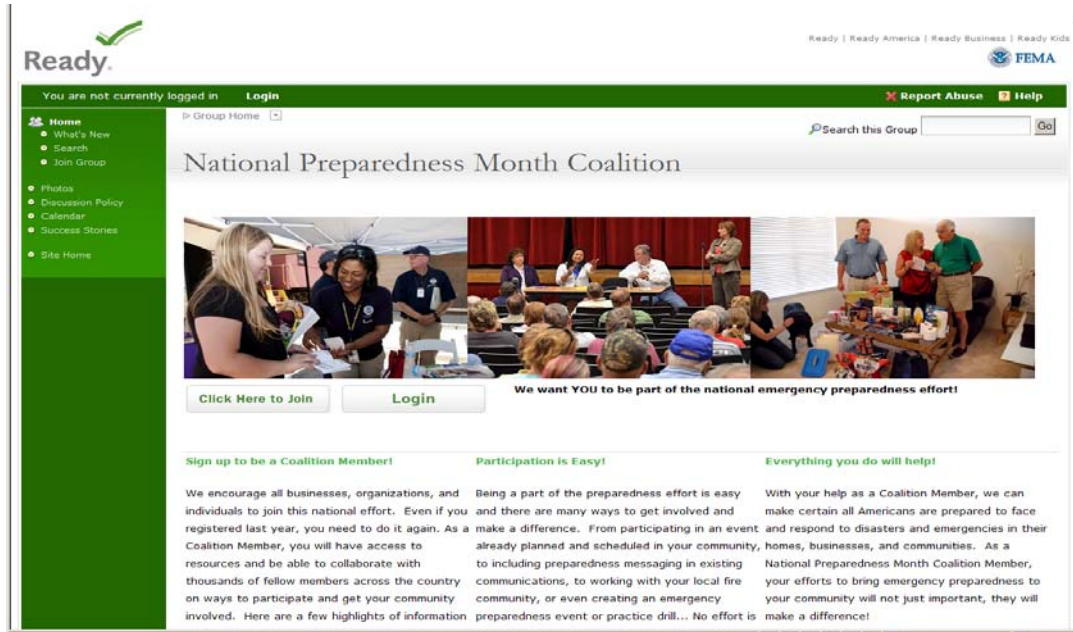 Ready | Ready America | Ready Business | Ready Kids
Ready.
FEMA
You are not currently logged in Login Report Abuse Help
Home
What's New
Search
Join Group
Photos
Discussion Policy
Calendar
Success Stories
Site Home
Group Home
Search this Group Go
National Preparedness Month Coalition
Click Here to Join
Login
We want YOU to be part of the national emergency preparedness effort!
Sign up to be a Coalition Member!
We encourage all businesses, organizations, and
individuals to join this national effort. Even if you
registered last year, you need to do it again. As a
Coalition Member, you will have access to
resources and be able to collaborate with
thousands of fellow members across the country
on ways to participate and get your community
involved. Here are a few highlights of information
Participation is Easy!
Being a part of the preparedness effort is easy
and there are many ways to get involved and
make a difference. From participating in an event
already planned and scheduled in your community,
to including preparedness messaging in existing
communications, to working with your local fire
community, or even creating an emergency
preparedness event or practice drill... No effort is
Everything you do will help!
With your help as a Coalition Member, we can
make certain all Americans are prepared to face
and respond to disasters and emergencies in their
homes, businesses, and communities. As a
National Preparedness Month Coalition Member,
your efforts to bring emergency preparedness to
your community will not just important, they will
make a difference!